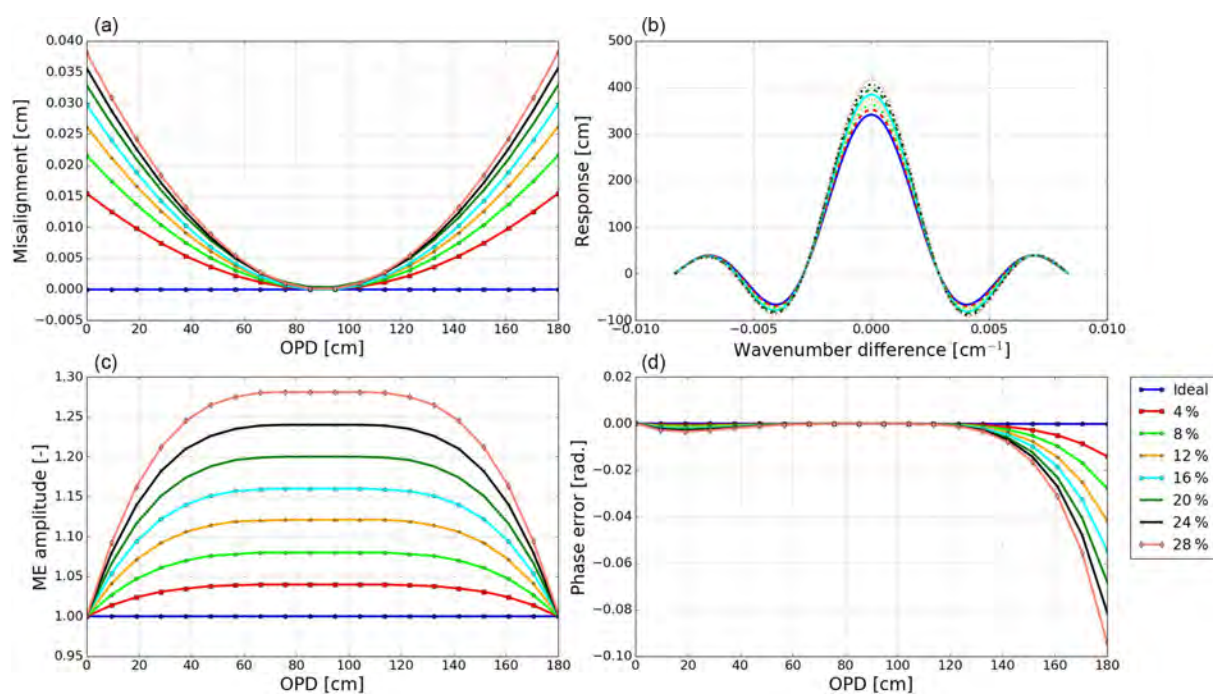 (a)
0.040
0.035
0.030
0.025
0.020
0.015
0.010
0.005
0.000
−0.005
Misalignment [cm]
0 20 40 60 80 100 120 140 160 180
OPD [cm]
(b)
500
400
300
200
100
0
−100
Response [cm]
−0.010 −0.005 0.000 0.005 0.010
Wavenumber difference [cm⁻¹]
(c)
1.30
1.25
1.20
1.15
1.10
1.05
1.00
0.95
ME amplitude [-]
0 20 40 60 80 100 120 140 160 180
OPD [cm]
(d)
0.02
0.00
−0.02
−0.04
−0.06
−0.08
−0.10
Phase error [rad.]
0 20 40 60 80 100 120 140 160 180
OPD [cm]
Ideal
4 %
8 %
12 %
16 %
20 %
24 %
28 %